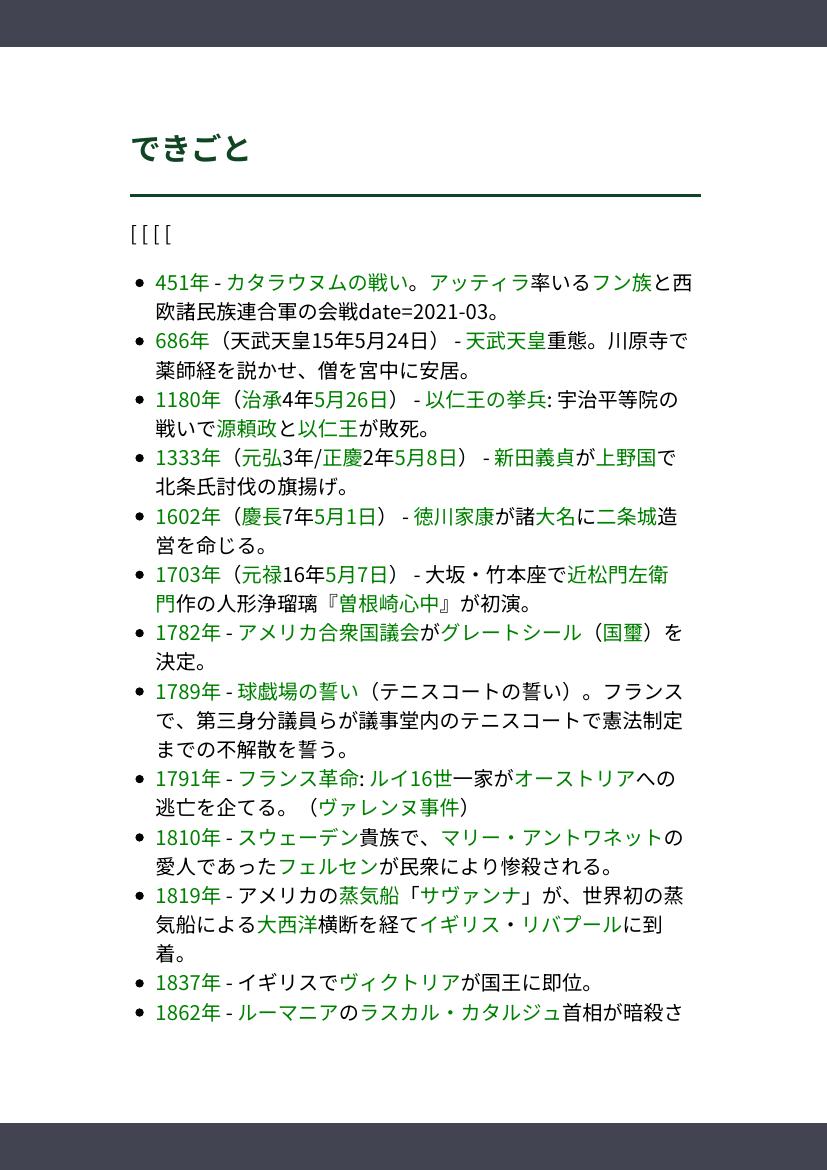 できごと
[ [ [ [
451年 - カタラウヌムの戦い。アッティラ率いるフン族と西
欧諸民族連合軍の会戦date=2021-03。
686年（天武天皇15年5月24日） - 天武天皇重態。川原寺で
薬師経を説かせ、僧を宮中に安居。
1180年（治承4年5月26日） - 以仁王の挙兵: 宇治平等院の
戦いで源頼政と以仁王が敗死。
1333年（元弘3年/正慶2年5月8日） - 新田義貞が上野国で
北条氏討伐の旗揚げ。
1602年（慶長7年5月1日） - 徳川家康が諸大名に二条城造
営を命じる。
1703年（元禄16年5月7日） - 大坂・竹本座で近松門左衛
門作の人形浄瑠璃『曽根崎心中』が初演。
1782年 - アメリカ合衆国議会がグレートシール（国璽）を
決定。
1789年 - 球戯場の誓い（テニスコートの誓い）。フランス
で、第三身分議員らが議事堂内のテニスコートで憲法制定
までの不解散を誓う。
1791年 - フランス革命: ルイ16世一家がオーストリアへの
逃亡を企てる。（ヴァレンヌ事件）
1810年 - スウェーデン貴族で、マリー・アントワネットの
愛人であったフェルセンが民衆により惨殺される。
1819年 - アメリカの蒸気船「サヴァンナ」が、世界初の蒸
気船による大西洋横断を経てイギリス・リバプールに到
着。
1837年 - イギリスでヴィクトリアが国王に即位。
1862年 - ルーマニアのラスカル・カタルジュ首相が暗殺さ